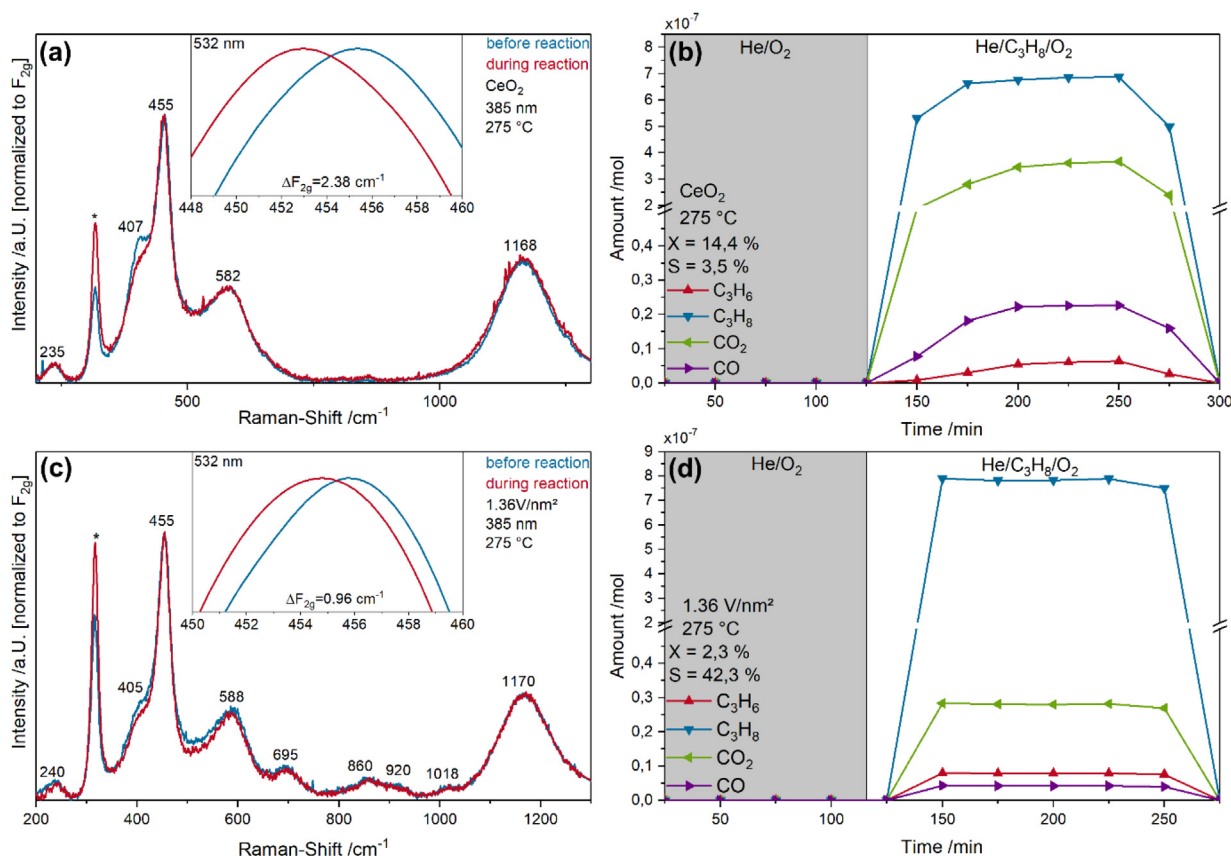 (a)
532 nm
before reaction
during reaction
CeO₂
385 nm
275 °C
ΔF₂g=2.38 cm⁻¹
448 450 452 454 456 458 460
455
*
407
235
582
1168
Intensity /a.U. [normalized to F₂g]
500 1000
Raman-Shift /cm⁻¹
(b)
x10⁻⁷
He/O₂
He/C₃H₈/O₂
8
7
6
5
4
3
2
0,4
0,3
0,2
0,1
0,0
Amount /mol
CeO₂
275 °C
X = 14,4 %
S = 3,5 %
C₃H₆
C₃H₈
CO₂
CO
50 100 150 200 250 300
Time /min
(c)
532 nm
before reaction
during reaction
1.36V/nm²
385 nm
275 °C
ΔF₂g=0.96 cm⁻¹
450 452 454 456 458 460
455
*
405
240
588
695
860
920
1018
1170
Intensity /a.U. [normalized to F₂g]
200 400 600 800 1000 1200
Raman-Shift /cm⁻¹
(d)
x10⁻⁷
He/O₂
He/C₃H₈/O₂
9
8
7
6
5
4
3
2
0,4
0,3
0,2
0,1
0,0
Amount /mol
1.36 V/nm²
275 °C
X = 2,3 %
S = 42,3 %
C₃H₆
C₃H₈
CO₂
CO
50 100 150 200 250
Time /min